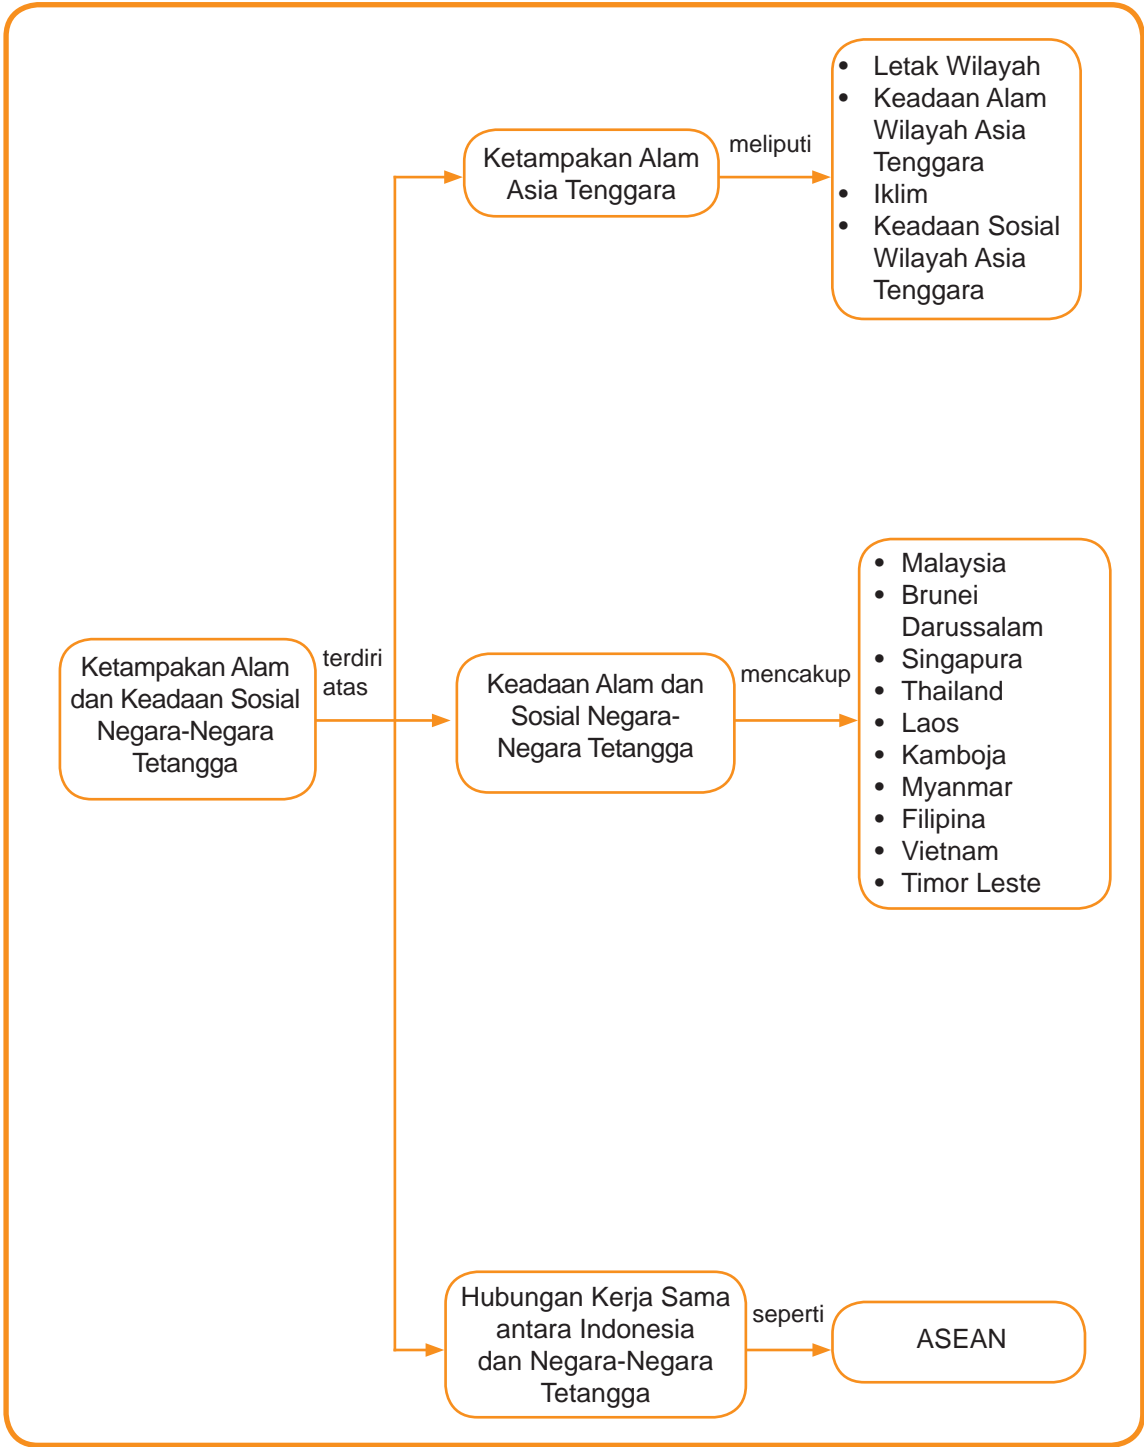 Ketampakan Alam
dan Keadaan Sosial
Negara-Negara
Tetangga
terdiri
atas
Ketampakan Alam
Asia Tenggara
meliputi
• Letak Wilayah
• Keadaan Alam
Wilayah Asia
Tenggara
• Iklim
• Keadaan Sosial
Wilayah Asia
Tenggara
Keadaan Alam dan
Sosial Negara-
Negara Tetangga
mencakup
• Malaysia
• Brunei
Darussalam
• Singapura
• Thailand
• Laos
• Kamboja
• Myanmar
• Filipina
• Vietnam
• Timor Leste
Hubungan Kerja Sama
antara Indonesia
dan Negara-Negara
Tetangga
seperti
ASEAN